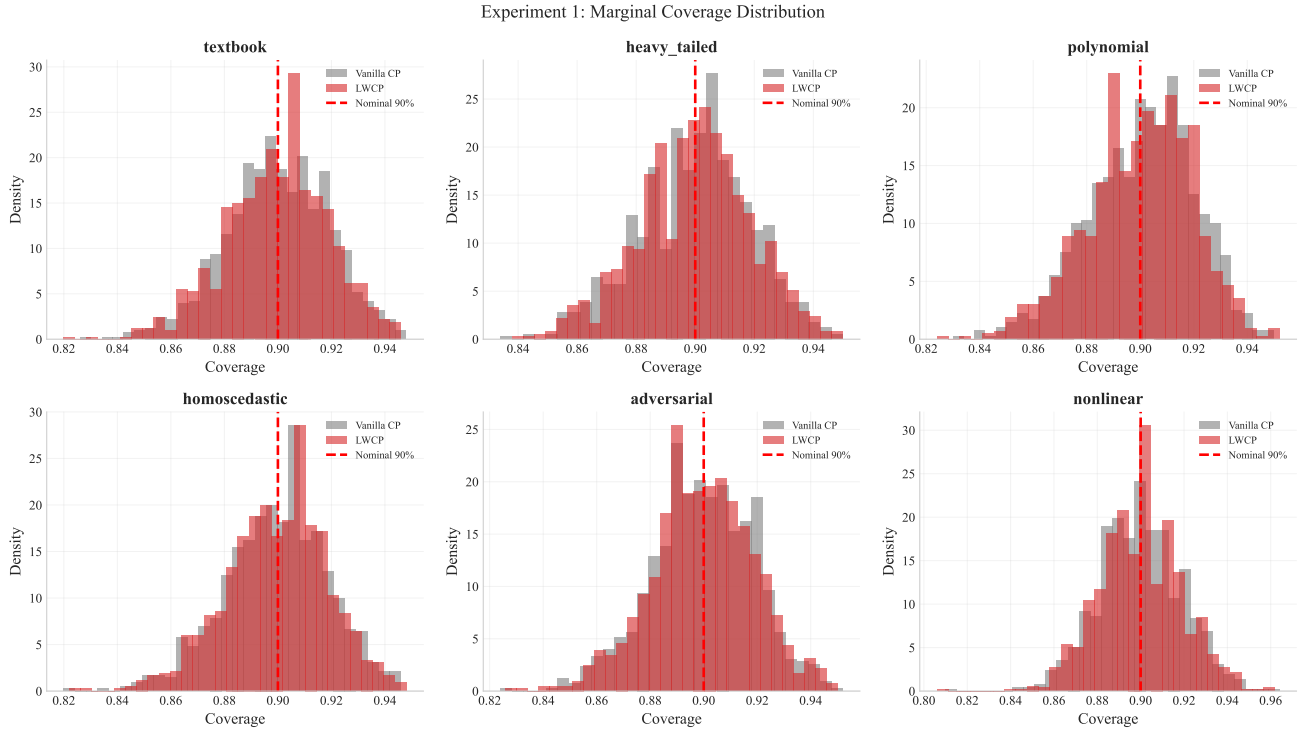 Experiment 1: Marginal Coverage Distribution
textbook
Density
30
25
20
15
10
5
0
0.82 0.84 0.86 0.88 0.90 0.92 0.94
Coverage
Vanilla CP
LWCP
Nominal 90%
heavy_tailed
Density
25
20
15
10
5
0
0.84 0.86 0.88 0.90 0.92 0.94
Coverage
Vanilla CP
LWCP
Nominal 90%
polynomial
Density
20
15
10
5
0
0.82 0.84 0.86 0.88 0.90 0.92 0.94
Coverage
Vanilla CP
LWCP
Nominal 90%
homoscedastic
Density
30
25
20
15
10
5
0
0.82 0.84 0.86 0.88 0.90 0.92 0.94
Coverage
Vanilla CP
LWCP
Nominal 90%
adversarial
Density
25
20
15
10
5
0
0.82 0.84 0.86 0.88 0.90 0.92 0.94
Coverage
Vanilla CP
LWCP
Nominal 90%
nonlinear
Density
30
25
20
15
10
5
0
0.80 0.82 0.84 0.86 0.88 0.90 0.92 0.94 0.96
Coverage
Vanilla CP
LWCP
Nominal 90%